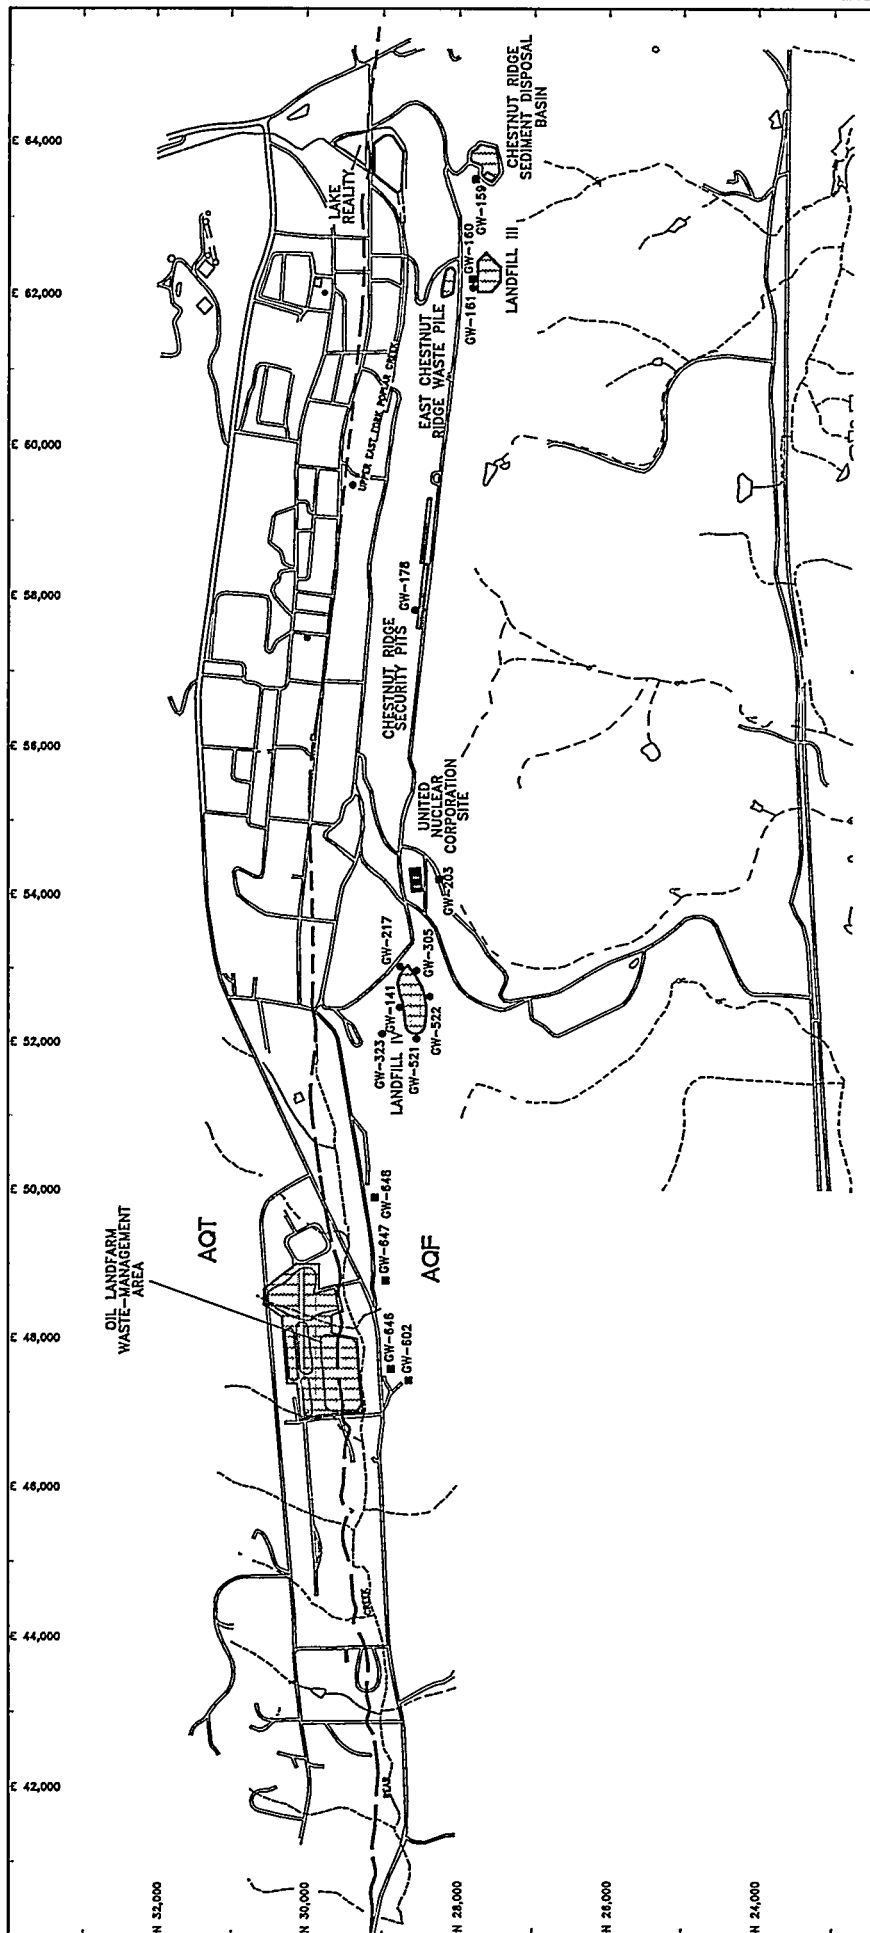 E 64,000
E 62,000
E 60,000
E 58,000
E 56,000
E 54,000
E 52,000
E 50,000
E 48,000
E 46,000
E 44,000
E 42,000
N 32,000
N 30,000
N 28,000
N 26,000
N 24,000
CHESTNUT RIDGE
SEDIMENT DISPOSAL
BASIN
LAKE
REALITY
GW-159
GW-160
LANDFILL III
GW-161
EAST CHESTNUT
RIDGE WASTE PILE
UPPER EAST FORK POPLAR CREEK
GW-178
CHESTNUT RIDGE
SECURITY PITS
UNITED
NUCLEAR
CORPORATION
SITE
GW-203
GW-217
GW-305
GW-141
GW-522
LANDFILL IV
GW-323
GW-521
GW-648
GW-647
AQT
AQF
OIL LANDFARM
WASTE-MANAGEMENT
AREA
GW-646
GW-602
CREEK
BEAR